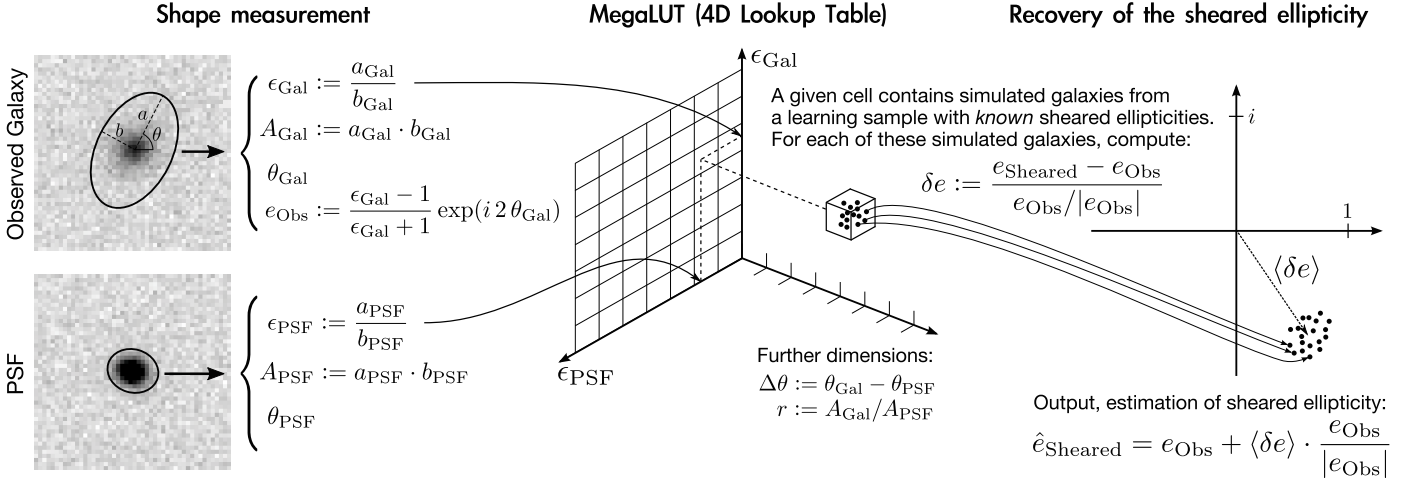 Shape measurement
Observed Galaxy
a
b
θ
ϵ_Gal := a_Gal / b_Gal
A_Gal := a_Gal · b_Gal
θ_Gal
e_Obs := (ϵ_Gal − 1) / (ϵ_Gal + 1) exp(i 2 θ_Gal)
PSF
ϵ_PSF := a_PSF / b_PSF
A_PSF := a_PSF · b_PSF
θ_PSF
MegaLUT (4D Lookup Table)
ϵ_Gal
ϵ_PSF
A given cell contains simulated galaxies from
a learning sample with known sheared ellipticities.
For each of these simulated galaxies, compute:
δe := (e_Sheared − e_Obs) / (e_Obs/|e_Obs|)
Further dimensions:
Δθ := θ_Gal − θ_PSF
r := A_Gal/A_PSF
Recovery of the sheared ellipticity
i
1
⟨δe⟩
Output, estimation of sheared ellipticity:
ê_Sheared = e_Obs + ⟨δe⟩ · e_Obs / |e_Obs|